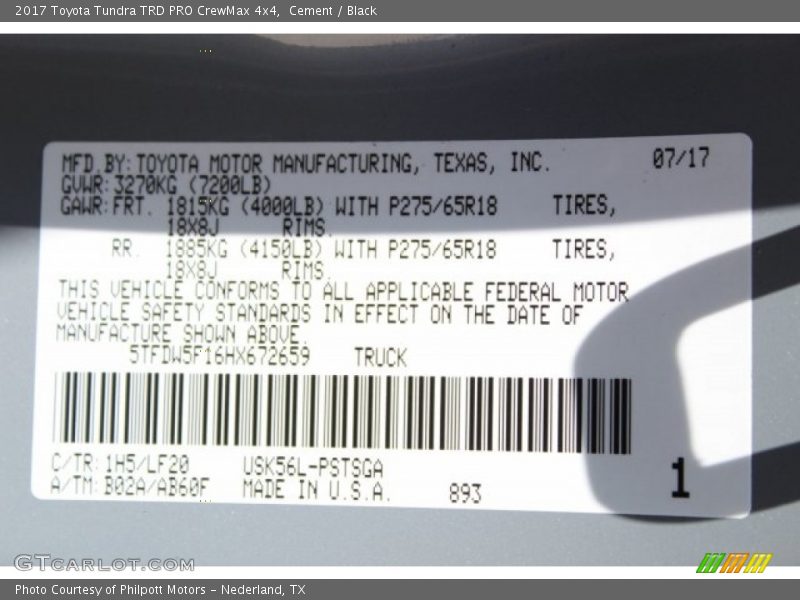 2017 Toyota Tundra TRD PRO CrewMax 4x4,  Cement / Black
MFD.BY:TOYOTA MOTOR MANUFACTURING, TEXAS, INC. 07/17
GVWR:3270KG (7200LB)
GAWR:FRT. 1815KG (4000LB) WITH P275/65R18 TIRES,
18X8J RIMS.
RR. 1885KG (4150LB) WITH P275/65R18 TIRES,
18X8J RIMS.
THIS VEHICLE CONFORMS TO ALL APPLICABLE FEDERAL MOTOR
VEHICLE SAFETY STANDARDS IN EFFECT ON THE DATE OF
MANUFACTURE SHOWN ABOVE.
5TFDW5F16HX672659 TRUCK
C/TR:1H5/LF20 USK56L-PSTSGA
A/TM:B02A/AB60F MADE IN U.S.A. 893 1
GTCARLOT.COM
Photo Courtesy of Philpott Motors - Nederland, TX